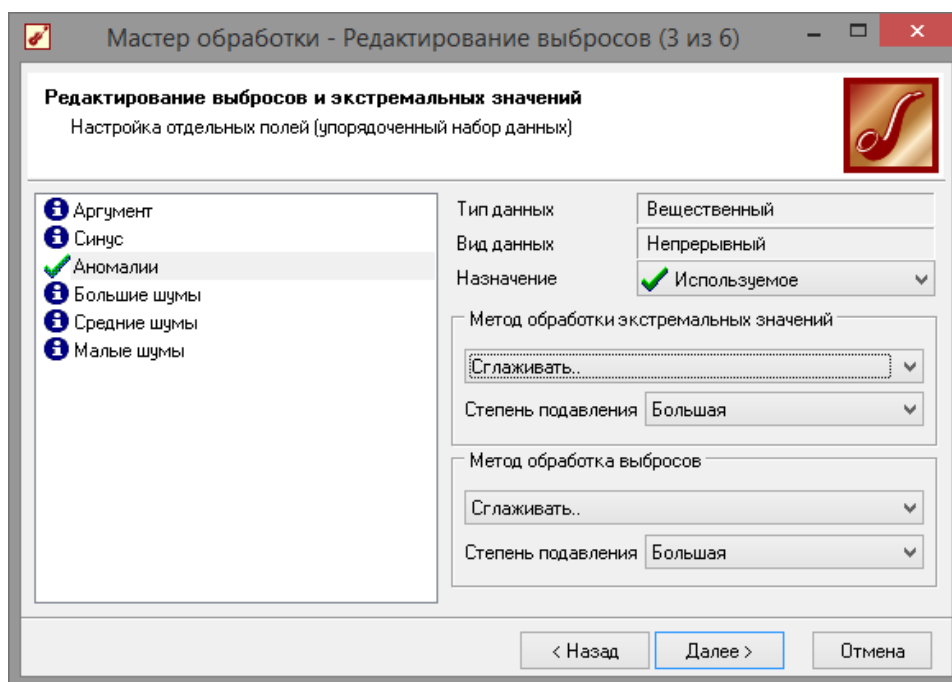 Мастер обработки - Редактирование выбросов (3 из 6)
Редактирование выбросов и экстремальных значений
Настройка отдельных полей (упорядоченный набор данных)
Аргумент
Синус
Аномалии
Большие шумы
Средние шумы
Малые шумы
Тип данных Вещественный
Вид данных Непрерывный
Назначение Используемое
Метод обработки экстремальных значений
Сглаживать..
Степень подавления Большая
Метод обработка выбросов
Сглаживать..
Степень подавления Большая
< Назад Далее > Отмена